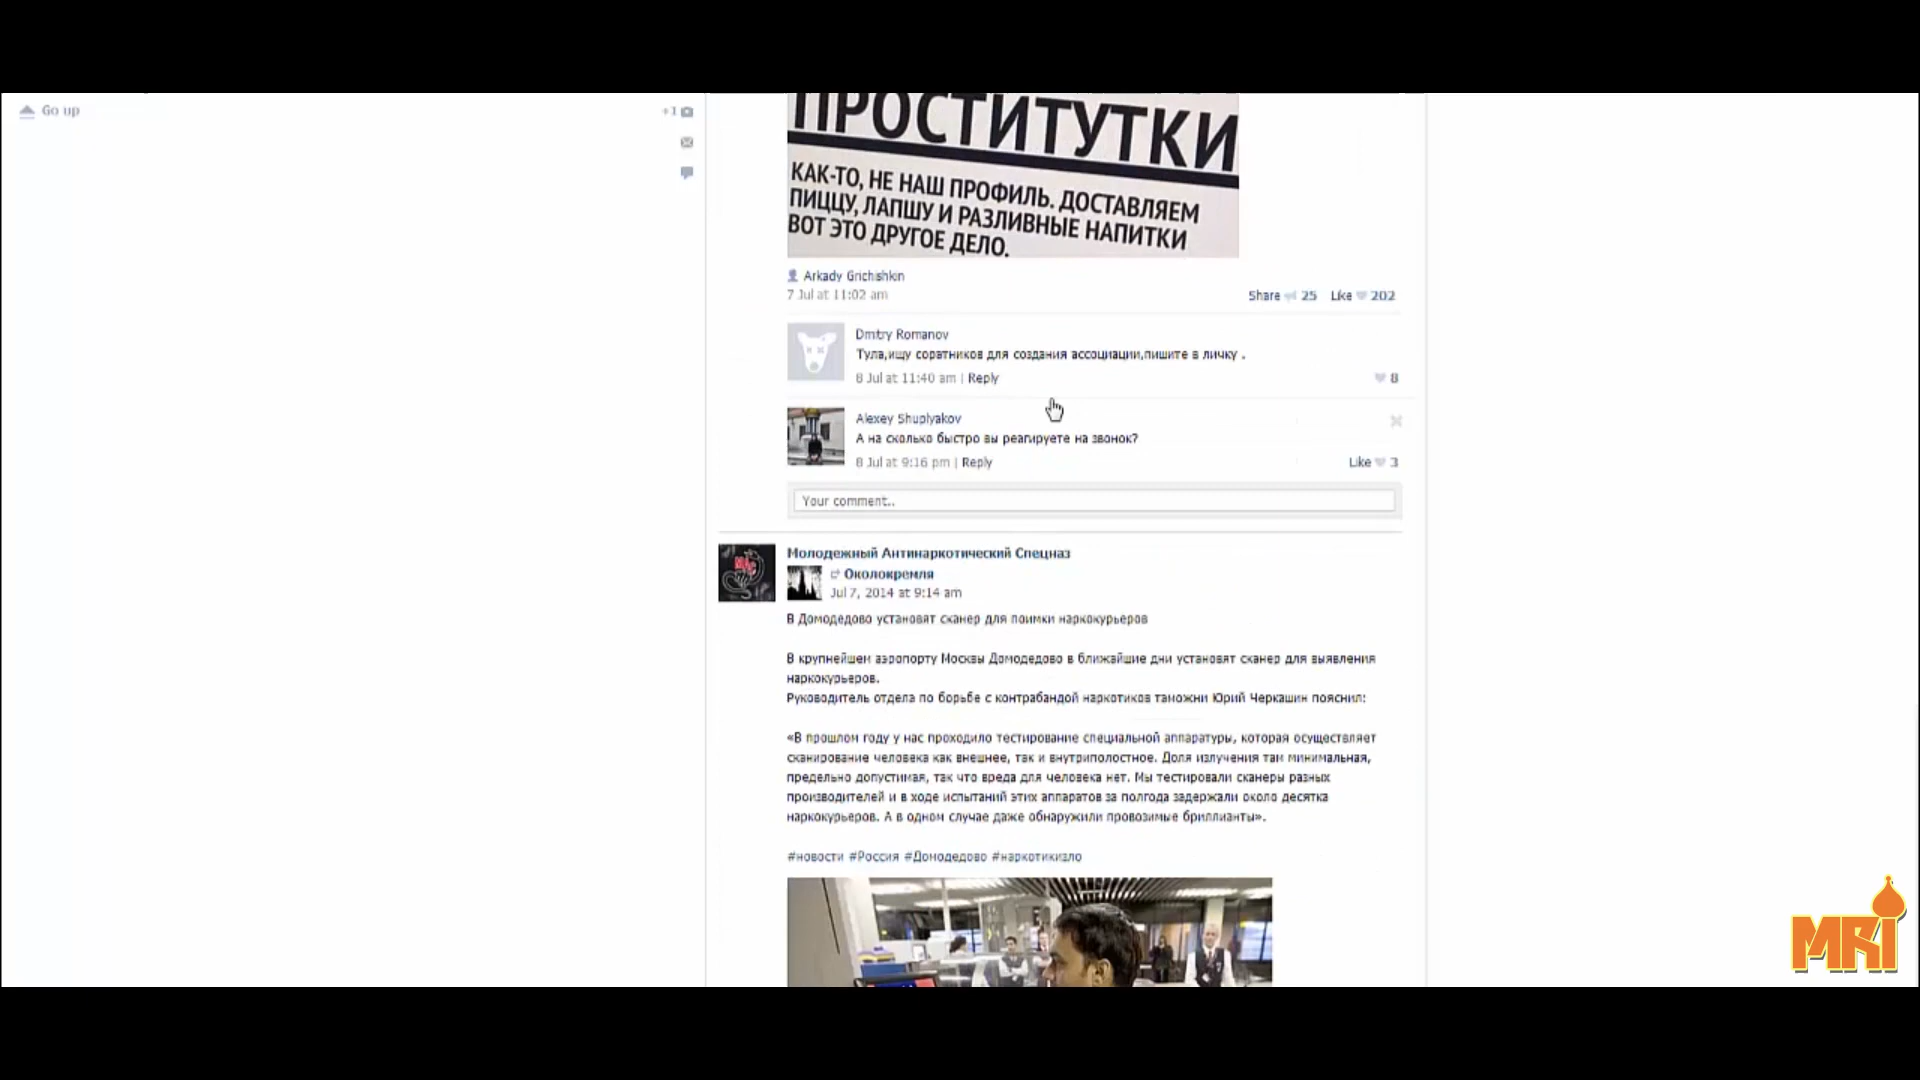 Go up
+1
ПРОСТИТУТКИ
КАК-ТО, НЕ НАШ ПРОФИЛЬ. ДОСТАВЛЯЕМ
ПИЦЦУ, ЛАПШУ И РАЗЛИВНЫЕ НАПИТКИ
ВОТ ЭТО ДРУГОЕ ДЕЛО.
Arkady Grichishkin
7 Jul at 11:02 am
Share 25 Like 202
Dmitry Romanov
Тула,ищу соратников для создания ассоциации,пишите в личку .
8 Jul at 11:40 am | Reply
8
Alexey Shuplyakov
А на сколько быстро вы реагируете на звонок?
8 Jul at 9:16 pm | Reply
Like 3
Your comment..
Молодежный Антинаркотический Спецназ
Околокремля
Jul 7, 2014 at 9:14 am
В Домодедово установят сканер для поимки наркокурьеров
В крупнейшем аэропорту Москвы Домодедово в ближайшие дни установят сканер для выявления
наркокурьеров.
Руководитель отдела по борьбе с контрабандой наркотиков таможни Юрий Черкашин пояснил:
«В прошлом году у нас проходило тестирование специальной аппаратуры, которая осуществляет
сканирование человека как внешнее, так и внутриполостное. Доля излучения там минимальная,
предельно допустимая, так что вреда для человека нет. Мы тестировали сканеры разных
производителей и в ходе испытаний этих аппаратов за полгода задержали около десятка
наркокурьеров. А в одном случае даже обнаружили провозимые бриллианты».
#новости #Россия #Домодедово #наркотикизло
MRI